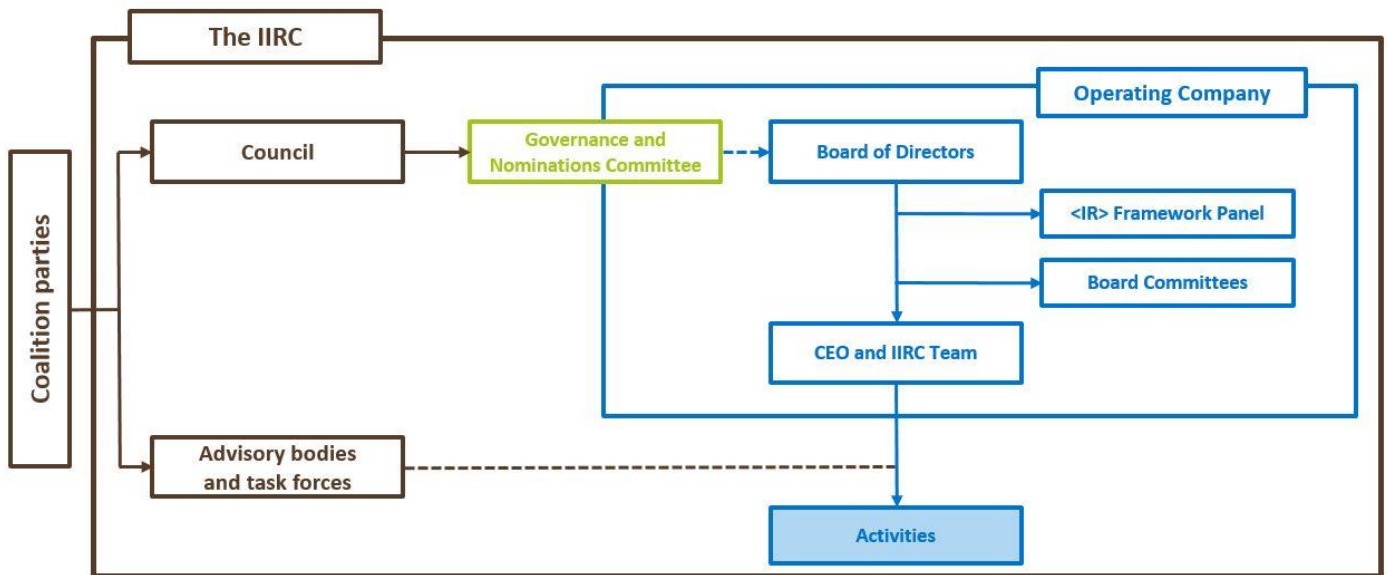 The IIRC
Operating Company
Coalition parties
Council
Governance and
Nominations Committee
Board of Directors
<IR> Framework Panel
Board Committees
CEO and IIRC Team
Advisory bodies
and task forces
Activities